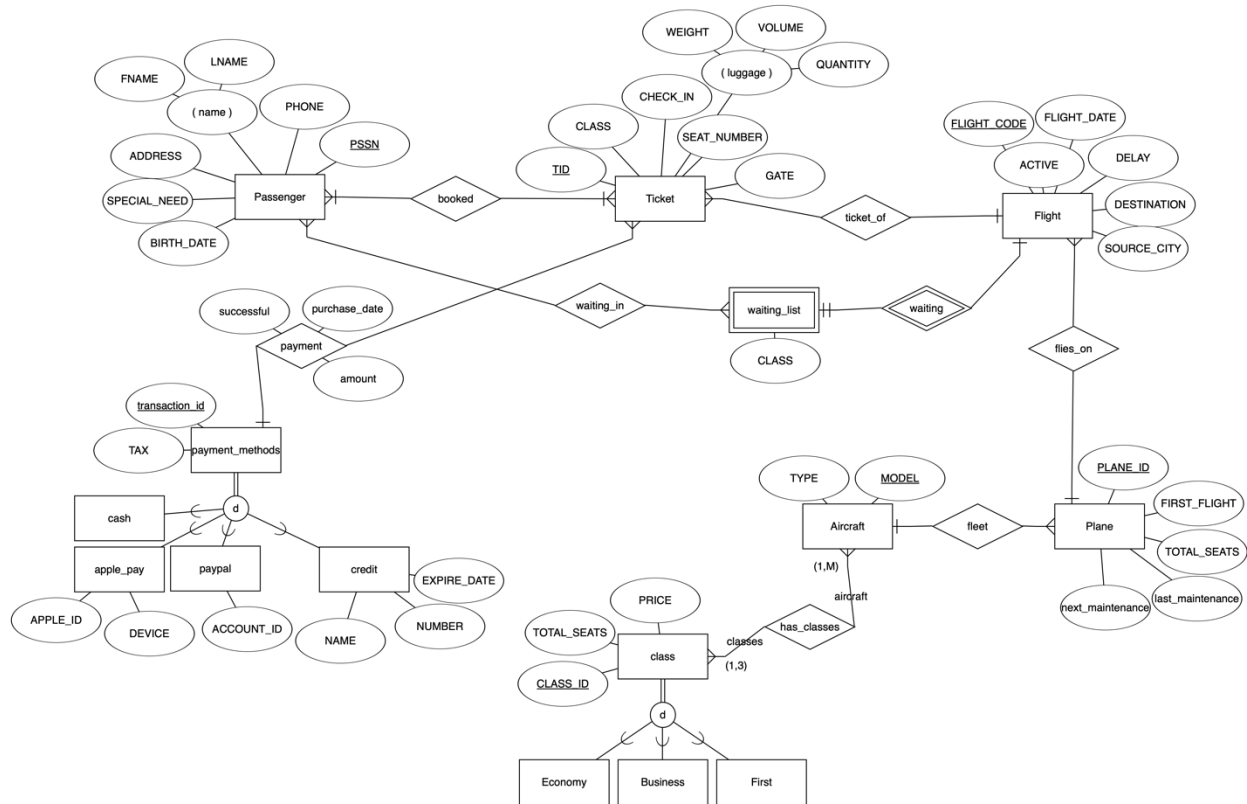 WEIGHT
VOLUME
LNAME
FNAME
( luggage )
QUANTITY
( name )
PHONE
CHECK_IN
CLASS
FLIGHT_CODE
FLIGHT_DATE
PSSN
SEAT_NUMBER
ADDRESS
TID
ACTIVE
DELAY
GATE
SPECIAL_NEED
Passenger
booked
Ticket
ticket_of
Flight
DESTINATION
BIRTH_DATE
SOURCE_CITY
successful
purchase_date
waiting_in
waiting_list
waiting
payment
CLASS
flies_on
amount
transaction_id
TAX
payment_methods
TYPE
MODEL
PLANE_ID
d
cash
FIRST_FLIGHT
Aircraft
fleet
Plane
TOTAL_SEATS
apple_pay
paypal
credit
EXPIRE_DATE
(1,M)
APPLE_ID
DEVICE
ACCOUNT_ID
NAME
NUMBER
aircraft
next_maintenance
last_maintenance
PRICE
TOTAL_SEATS
classes
has_classes
class
(1,3)
CLASS_ID
d
Economy
Business
First